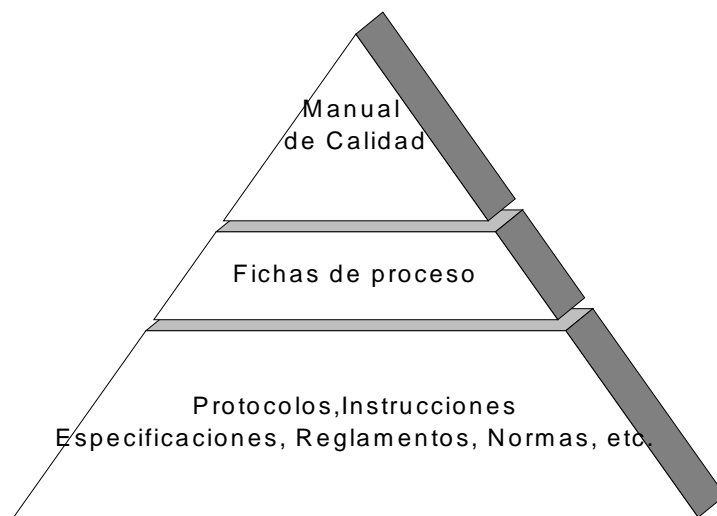 Manual
de Calidad
Fichas de proceso
Protocolos,Instrucciones
Especificaciones, Reglamentos, Normas, etc.